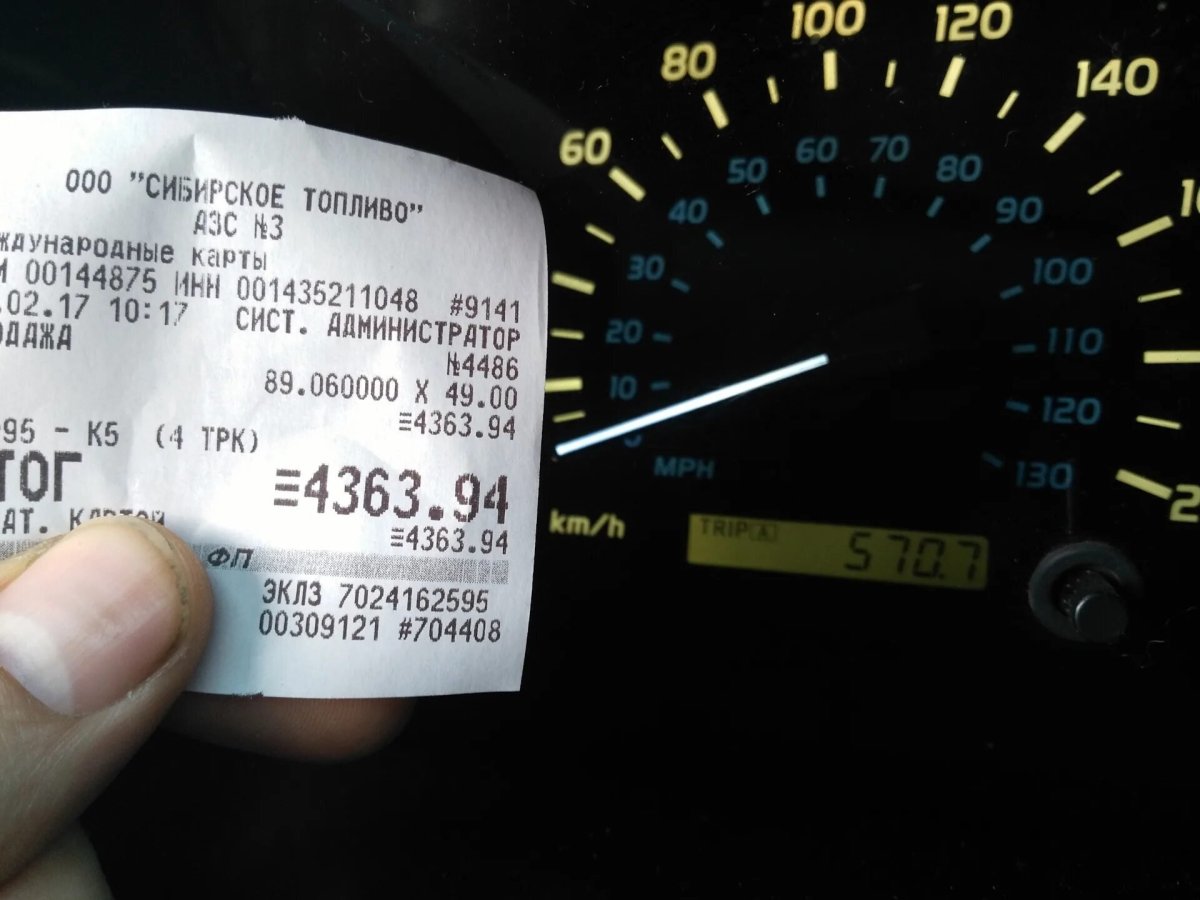 ООО "СИБИРСКОЕ ТОПЛИВО"
АЗС №3
ждународные карты
М 00144875 ИНН 001435211048 #9141
.02.17 10:17 СИСТ. АДМИНИСТРАТОР
ОДАЖА
№4486
89.060000 X 49.00
≡4363.94
-95 - К5 (4 ТРК)
ТОГ ≡4363.94
АТ. КАРТОЙ ≡4363.94
ФП
ЭКЛЗ 7024162595
00309121 #704408
60 80 100 120 140
0 10 20 30 40 50 60 70 80 90 100 110 120 130
MPH
km/h
TRIP A 570.7